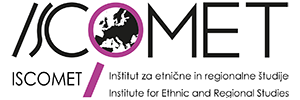 ISCOMET
ISCOMET
Inštitut za etnične in regionalne študije
Institute for Ethnic and Regional Studies